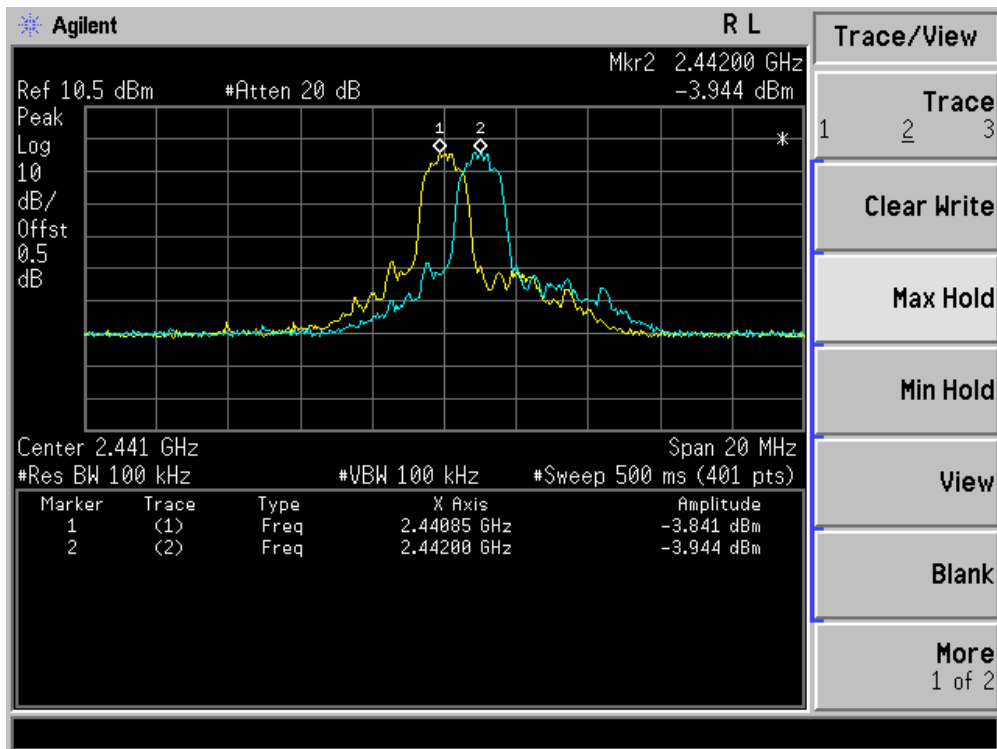 Agilent R L
Mkr2 2.44200 GHz
Ref 10.5 dBm #Atten 20 dB -3.944 dBm
Peak
Log
10
dB/
Offst
0.5
dB
1 2
*
Center 2.441 GHz Span 20 MHz
#Res BW 100 kHz #VBW 100 kHz #Sweep 500 ms (401 pts)
Marker Trace Type X Axis Amplitude
1 (1) Freq 2.44085 GHz -3.841 dBm
2 (2) Freq 2.44200 GHz -3.944 dBm
Trace/View
Trace
1 2 3
Clear Write
Max Hold
Min Hold
View
Blank
More
1 of 2